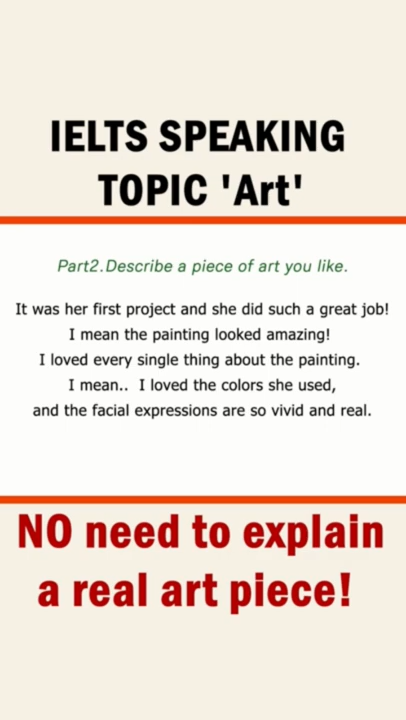 IELTS SPEAKING
TOPIC 'Art'
Part2.Describe a piece of art you like.
It was her first project and she did such a great job!
I mean the painting looked amazing!
I loved every single thing about the painting.
I mean.. I loved the colors she used,
and the facial expressions are so vivid and real.
NO need to explain
a real art piece!